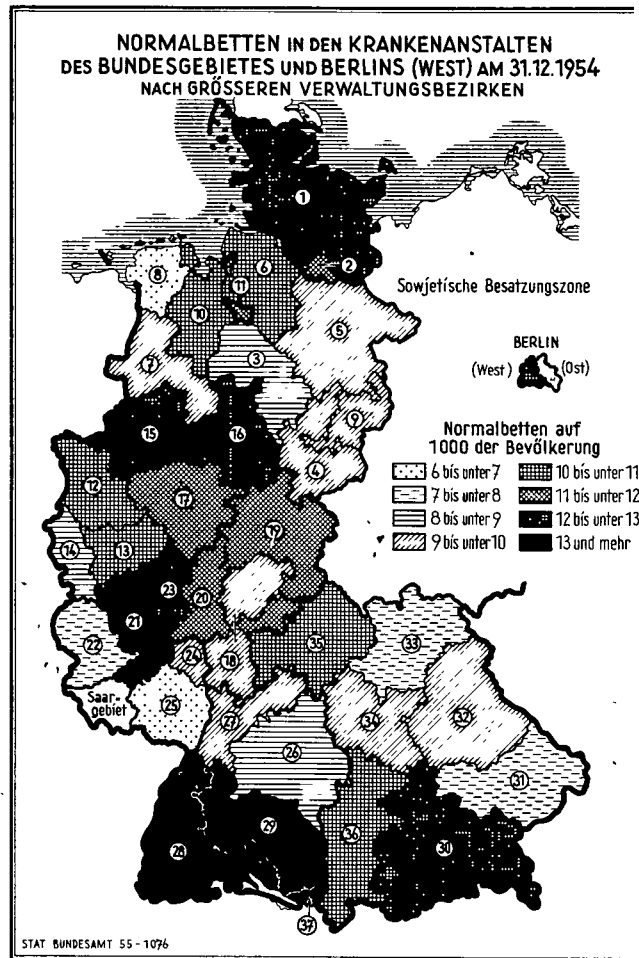 NORMALBETTEN IN DEN KRANKENANSTALTEN
DES BUNDESGEBIETES UND BERLINS (WEST) AM 31.12.1954
NACH GRÖSSEREN VERWALTUNGSBEZIRKEN
1
2
6
8
11
10
Sowjetische Besatzungszone
5
3
7
BERLIN
(West) (Ost)
9
15
16
4
Normalbetten auf
1000 der Bevölkerung
6 bis unter 7
10 bis unter 11
7 bis unter 8
11 bis unter 12
8 bis unter 9
12 bis unter 13
9 bis unter 10
13 und mehr
12
17
19
14
13
23
20
21
22
24
18
35
33
Saar-
gebiet
25
27
34
32
26
31
29
28
36
30
37
STAT BUNDESAMT 55-1076